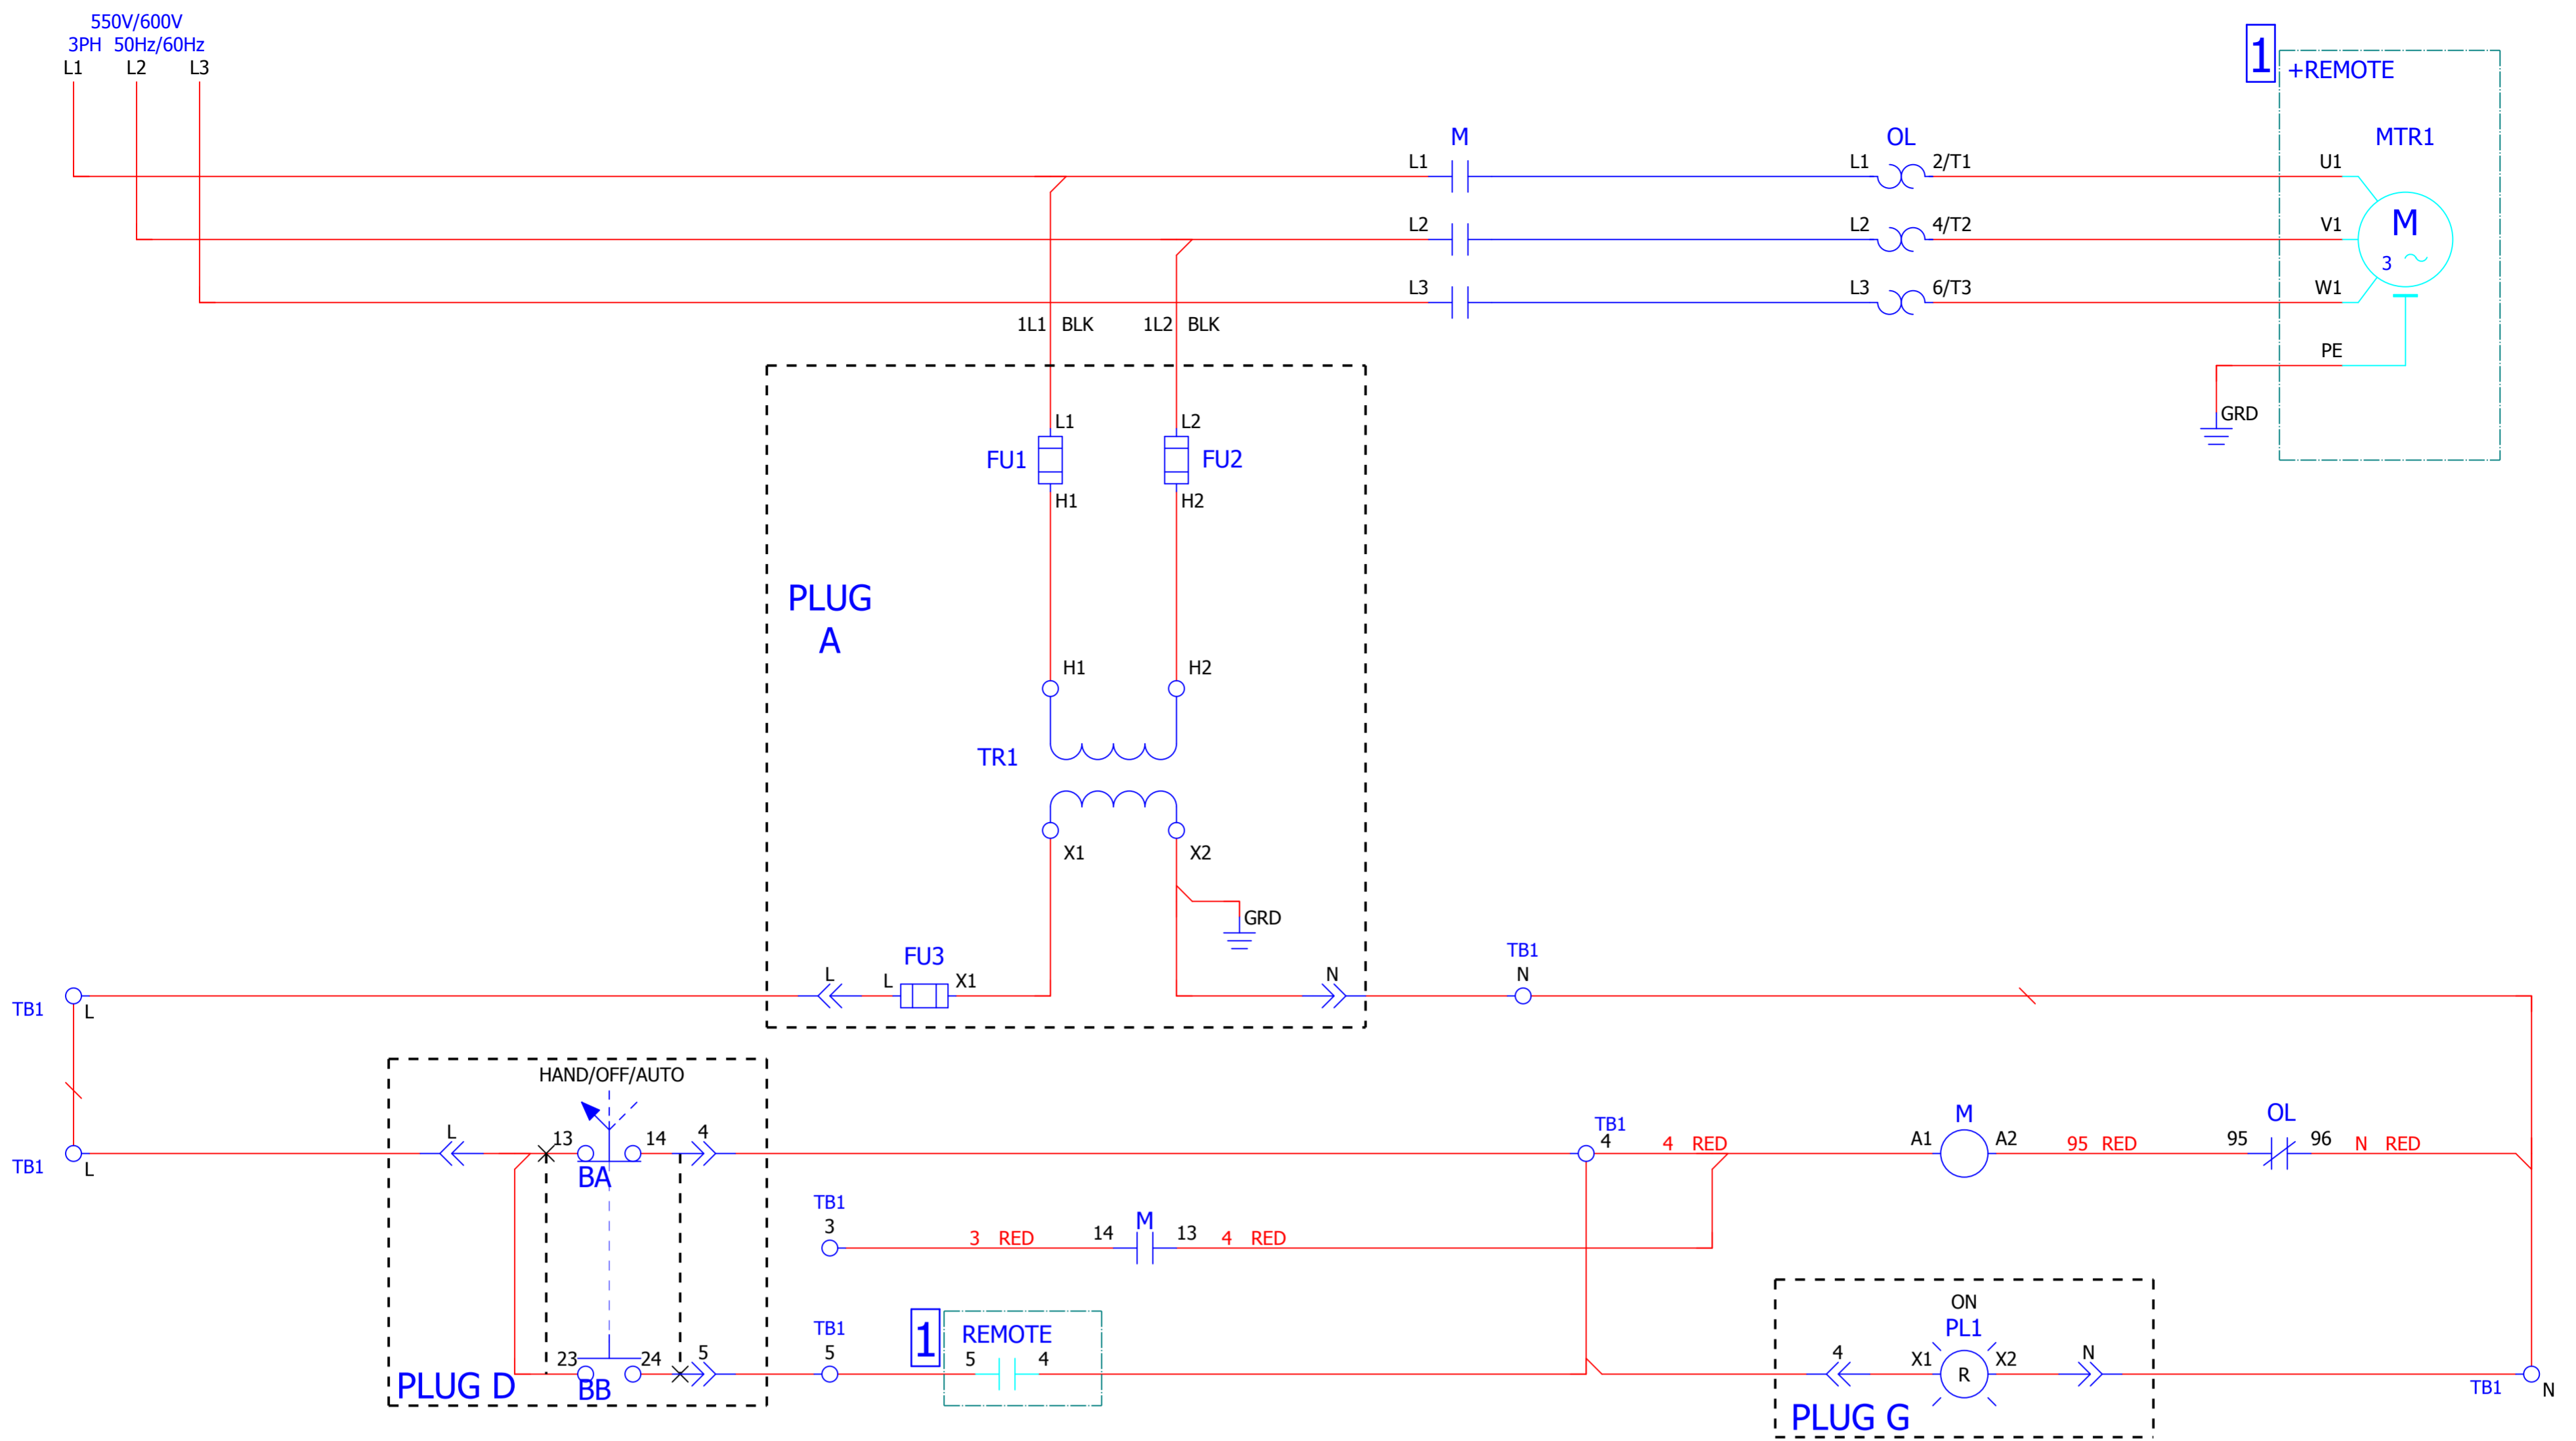 550V/600V
3PH 50Hz/60Hz
L1 L2 L3
1
+REMOTE
M
OL
MTR1
L1
L1
2/T1
U1
L2
L2
4/T2
V1
M
3
L3
L3
6/T3
W1
1L1 BLK
1L2 BLK
PE
GRD
L1
L2
FU1
FU2
H1
H2
PLUG
A
H1
H2
TR1
X1
X2
GRD
FU3
L
L
X1
N
TB1
N
TB1
L
HAND/OFF/AUTO
TB1
L
L
13
14
4
BA
TB1
4
4 RED
A1
M
A2
95 RED
OL
95
96
N RED
TB1
3
3 RED
14
M
13
4 RED
23
24
5
BB
PLUG D
TB1
5
1
REMOTE
5
4
ON
PL1
4
X1
R
X2
N
PLUG G
TB1
N